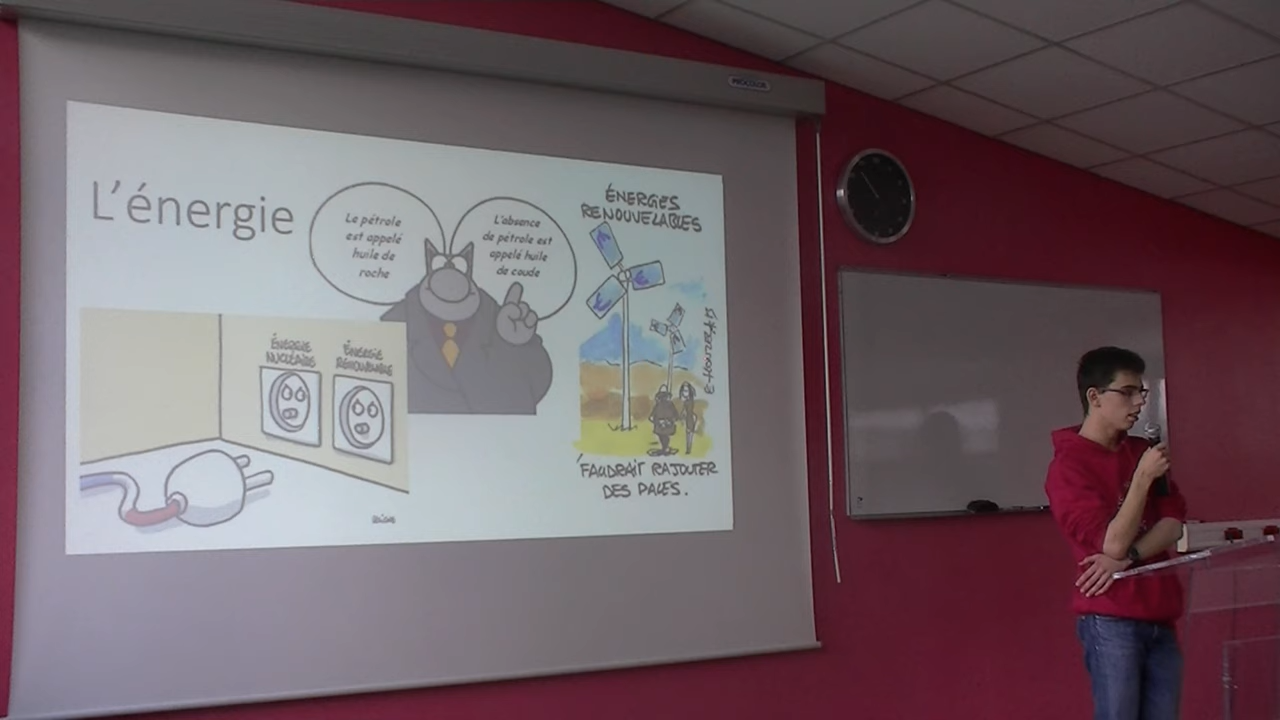 L'énergie
Le pétrole
est appelé
huile de
roche
L'absence
de pétrole est
appelé huile
de coude
ÉNERGIES
RENOUVELABLES
ÉNERGIE
NUCLÉAIRE
ÉNERGIE
RENOUVELABLE
'FAUDRAIT RAJOUTER
DES PALES.